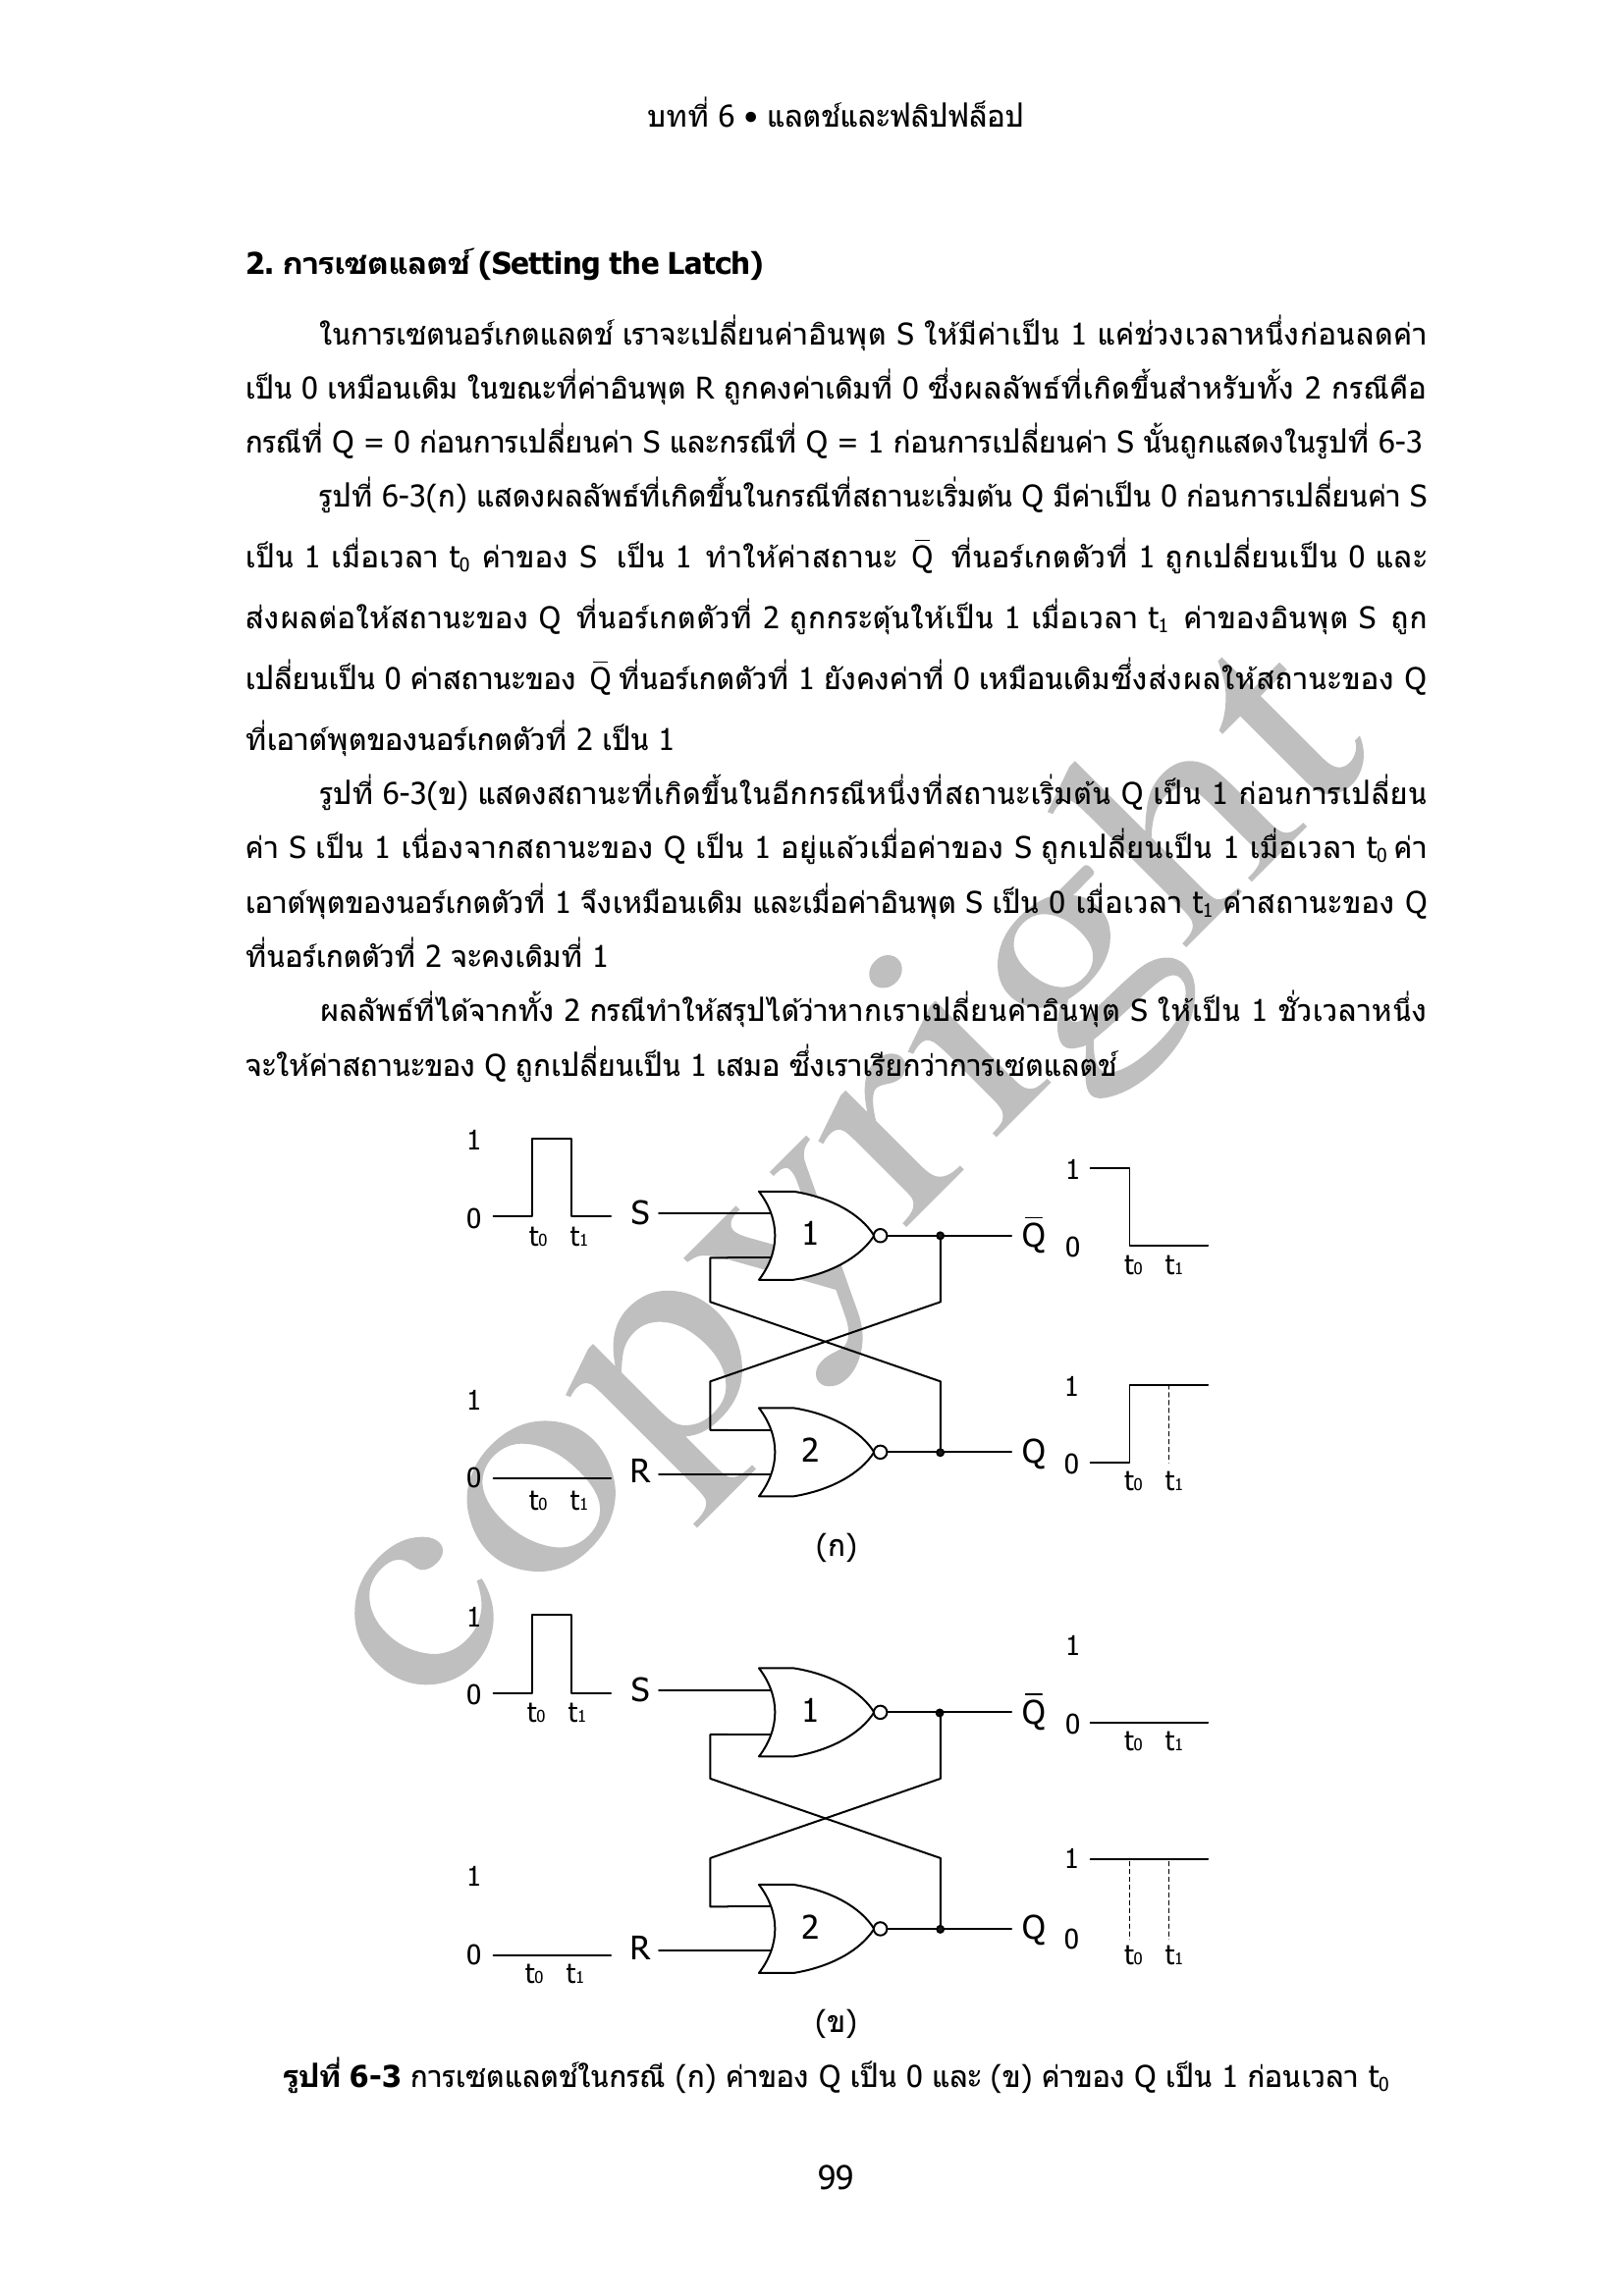 บทที่ 6 • แลตช์และฟลิปฟล็อป
2. การเซตแลตช์ (Setting the Latch)
ในการเซตนอร์เกตแลตช์ เราจะเปลี่ยนค่าอินพุต S ให้มีค่าเป็น 1 แค่ช่วงเวลาหนึ่งก่อนลดค่า
เป็น 0 เหมือนเดิม ในขณะที่ค่าอินพุต R ถูกคงค่าเดิมที่ 0 ซึ่งผลลัพธ์ที่เกิดขึ้นสำหรับทั้ง 2 กรณีคือ
กรณีที่ Q = 0 ก่อนการเปลี่ยนค่า S และกรณีที่ Q = 1 ก่อนการเปลี่ยนค่า S นั้นถูกแสดงในรูปที่ 6-3
รูปที่ 6-3(ก) แสดงผลลัพธ์ที่เกิดขึ้นในกรณีที่สถานะเริ่มต้น Q มีค่าเป็น 0 ก่อนการเปลี่ยนค่า S
เป็น 1 เมื่อเวลา t₀ ค่าของ S เป็น 1 ทำให้ค่าสถานะ Q̅ ที่นอร์เกตตัวที่ 1 ถูกเปลี่ยนเป็น 0 และ
ส่งผลต่อให้สถานะของ Q ที่นอร์เกตตัวที่ 2 ถูกกระตุ้นให้เป็น 1 เมื่อเวลา t₁ ค่าของอินพุต S ถูก
เปลี่ยนเป็น 0 ค่าสถานะของ Q̅ ที่นอร์เกตตัวที่ 1 ยังคงค่าที่ 0 เหมือนเดิมซึ่งส่งผลให้สถานะของ Q
ที่เอาต์พุตของนอร์เกตตัวที่ 2 เป็น 1
รูปที่ 6-3(ข) แสดงสถานะที่เกิดขึ้นในอีกกรณีหนึ่งที่สถานะเริ่มต้น Q เป็น 1 ก่อนการเปลี่ยน
ค่า S เป็น 1 เนื่องจากสถานะของ Q เป็น 1 อยู่แล้วเมื่อค่าของ S ถูกเปลี่ยนเป็น 1 เมื่อเวลา t₀ ค่า
เอาต์พุตของนอร์เกตตัวที่ 1 จึงเหมือนเดิม และเมื่อค่าอินพุต S เป็น 0 เมื่อเวลา t₁ ค่าสถานะของ Q
ที่นอร์เกตตัวที่ 2 จะคงเดิมที่ 1
ผลลัพธ์ที่ได้จากทั้ง 2 กรณีทำให้สรุปได้ว่าหากเราเปลี่ยนค่าอินพุต S ให้เป็น 1 ชั่วเวลาหนึ่ง
จะให้ค่าสถานะของ Q ถูกเปลี่ยนเป็น 1 เสมอ ซึ่งเราเรียกว่าการเซตแลตช์
copyright
1
0
t₀ t₁
S
1
Q̅
1
0
t₀ t₁
1
0
t₀ t₁
R
2
Q
1
0
t₀ t₁
(ก)
1
0
t₀ t₁
S
1
Q̅
1
0
t₀ t₁
1
0
t₀ t₁
R
2
Q
1
0
t₀ t₁
(ข)
รูปที่ 6-3 การเซตแลตช์ในกรณี (ก) ค่าของ Q เป็น 0 และ (ข) ค่าของ Q เป็น 1 ก่อนเวลา t₀
99